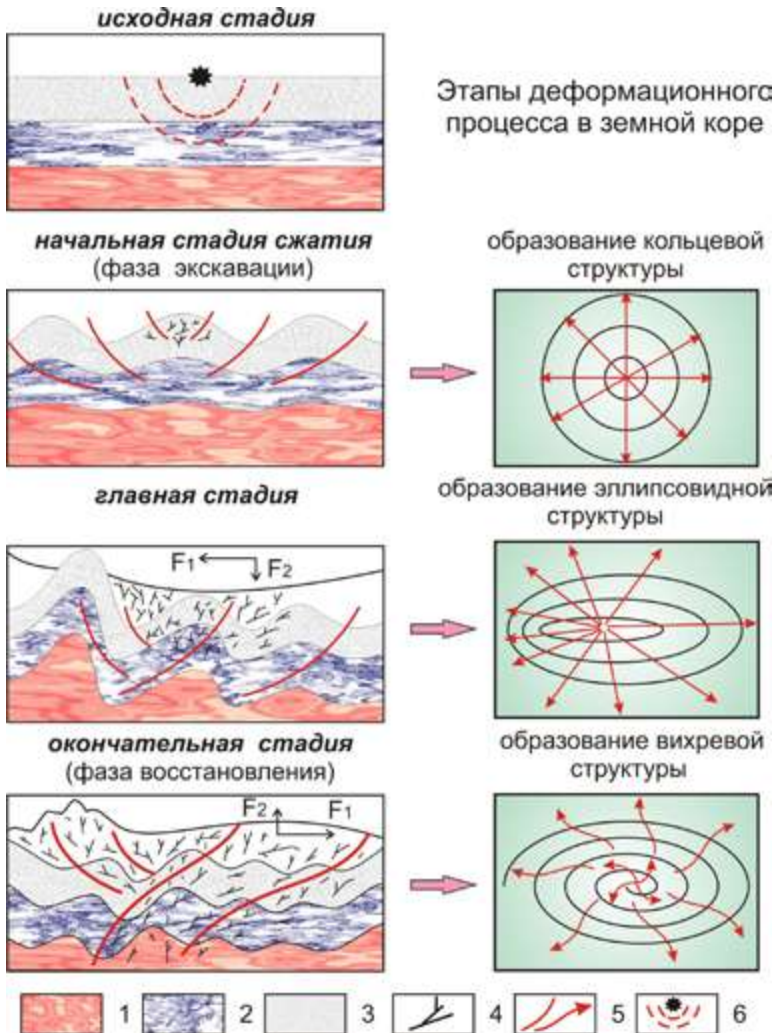 исходная стадия
Этапы деформационного
процесса в земной коре
начальная стадия сжатия
(фаза экскавации)
образование кольцевой
структуры
главная стадия
образование эллипсовидной
структуры
F1 F2
окончательная стадия
(фаза восстановления)
образование вихревой
структуры
F2 F1
1 2 3 4 5 6